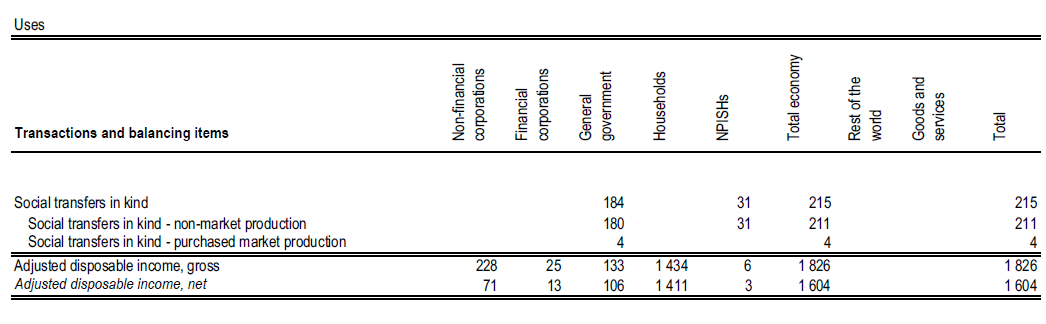 Uses
Transactions and balancing items Non-financial corporations Financial corporations General government Households NPISHs Total economy Rest of the world Goods and services Total
Social transfers in kind 184 31 215 215
Social transfers in kind - non-market production 180 31 211 211
Social transfers in kind - purchased market production 4 4 4
Adjusted disposable income, gross 228 25 133 1 434 6 1 826 1 826
Adjusted disposable income, net 71 13 106 1 411 3 1 604 1 604